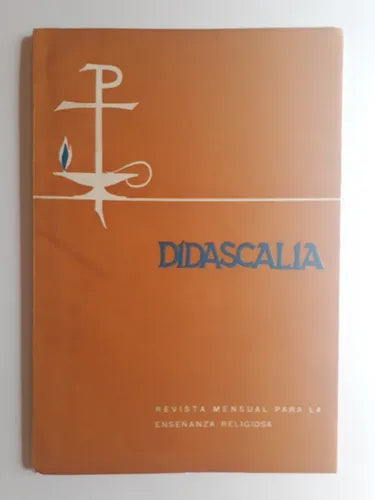 DIDASCALIA
REVISTA MENSUAL PARA LA
ENSEÑANZA RELIGIOSA